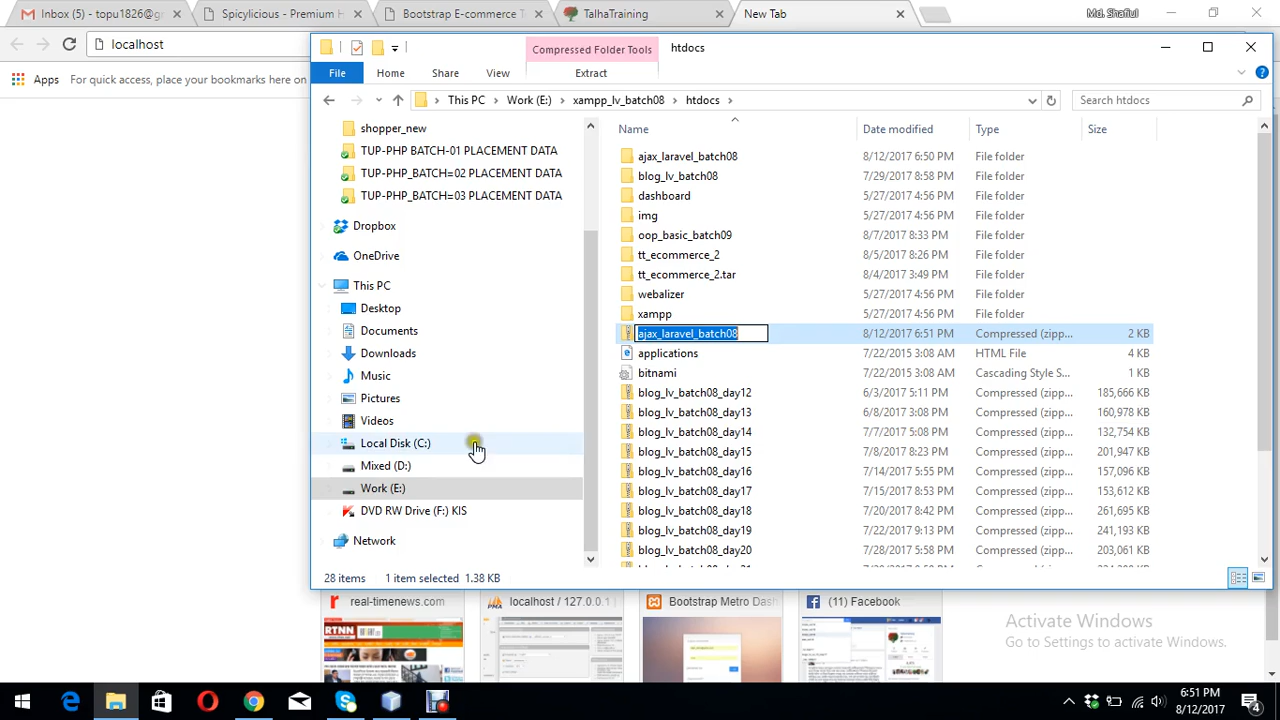 Inbox (5) - topu1826@g
Spicylicious - Premium H
Bootstrap E-commerce T
TalhaTraining
New Tab
Md. Shafiul
localhost
Apps
For quick access, place your bookmarks here on
Compressed Folder Tools
htdocs
File
Home
Share
View
Extract
This PC
Work (E:)
xampp_lv_batch08
htdocs
Search htdocs
shopper_new
TUP-PHP BATCH-01 PLACEMENT DATA
TUP-PHP_BATCH=02 PLACEMENT DATA
TUP-PHP_BATCH=03 PLACEMENT DATA
Dropbox
OneDrive
This PC
Desktop
Documents
Downloads
Music
Pictures
Videos
Local Disk (C:)
Mixed (D:)
Work (E:)
DVD RW Drive (F:) KIS
Network
Name Date modified Type Size
ajax_laravel_batch08 8/12/2017 6:50 PM File folder
blog_lv_batch08 7/29/2017 8:58 PM File folder
dashboard 5/27/2017 4:56 PM File folder
img 5/27/2017 4:56 PM File folder
oop_basic_batch09 8/7/2017 8:33 PM File folder
tt_ecommerce_2 8/5/2017 8:26 PM File folder
tt_ecommerce_2.tar 8/4/2017 3:49 PM File folder
webalizer 5/27/2017 4:56 PM File folder
xampp 5/27/2017 4:56 PM File folder
ajax_laravel_batch08 8/12/2017 6:51 PM Compressed (zipp... 2 KB
applications 7/22/2015 3:08 AM HTML File 4 KB
bitnami 7/22/2015 3:08 AM Cascading Style S... 1 KB
blog_lv_batch08_day12 6/3/2017 5:11 PM Compressed (zipp... 185,666 KB
blog_lv_batch08_day13 6/8/2017 3:08 PM Compressed (zipp... 160,978 KB
blog_lv_batch08_day14 7/7/2017 5:08 PM Compressed (zipp... 132,754 KB
blog_lv_batch08_day15 7/8/2017 8:23 PM Compressed (zipp... 201,947 KB
blog_lv_batch08_day16 7/14/2017 5:55 PM Compressed (zipp... 157,096 KB
blog_lv_batch08_day17 7/15/2017 8:53 PM Compressed (zipp... 153,612 KB
blog_lv_batch08_day18 7/20/2017 8:42 PM Compressed (zipp... 261,695 KB
blog_lv_batch08_day19 7/22/2017 9:13 PM Compressed (zipp... 241,193 KB
blog_lv_batch08_day20 7/28/2017 5:58 PM Compressed (zipp... 203,061 KB
28 items 1 item selected 1.38 KB
real-timenews.com
localhost / 127.0.0.1
Bootstrap Metro Das
(11) Facebook
RTNN
Activate Windows
Go to Settings to activate Windows.
6:51 PM
8/12/2017
4